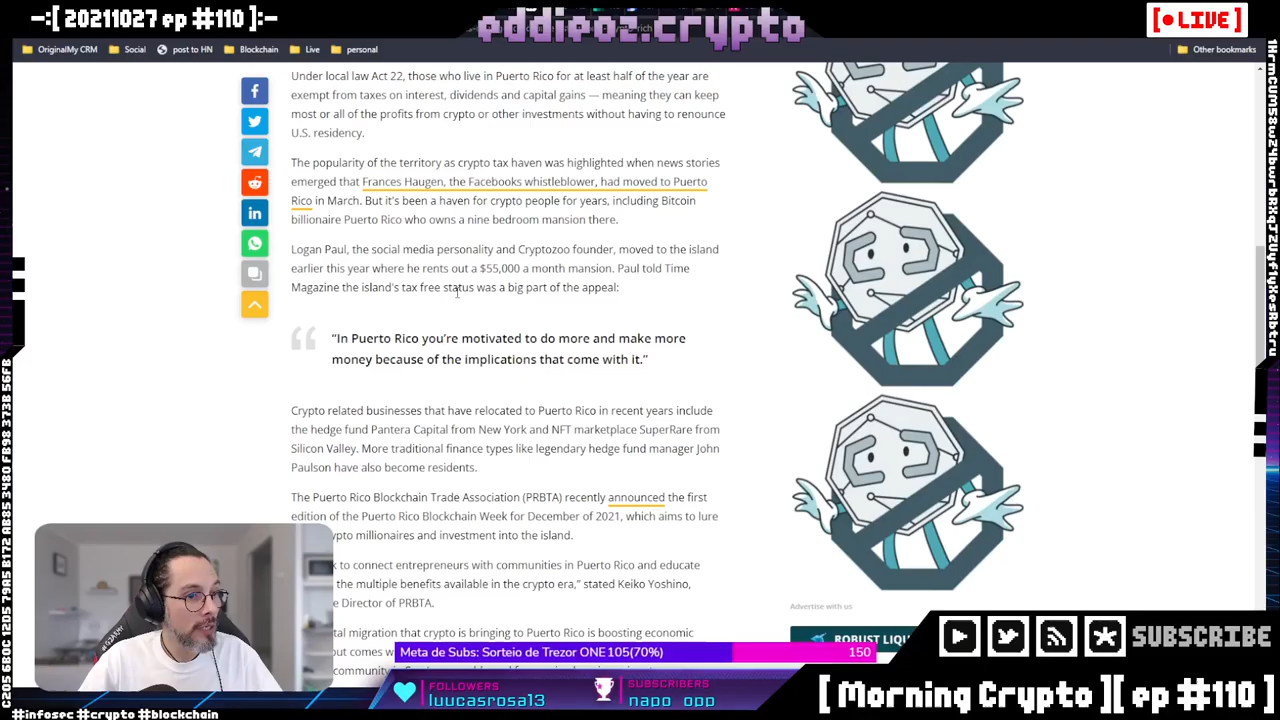 -:[ 20211027 ep #110 ]:-
eddieoz.crypto
[ • LIVE ]
OriginalMy CRM
Social
post to HN
Blockchain
Live
personal
Other bookmarks
Under local law Act 22, those who live in Puerto Rico for at least half of the year are
exempt from taxes on interest, dividends and capital gains — meaning they can keep
most or all of the profits from crypto or other investments without having to renounce
U.S. residency.
The popularity of the territory as crypto tax haven was highlighted when news stories
emerged that Frances Haugen, the Facebooks whistleblower, had moved to Puerto
Rico in March. But it's been a haven for crypto people for years, including Bitcoin
billionaire Puerto Rico who owns a nine bedroom mansion there.
Logan Paul, the social media personality and Cryptozoo founder, moved to the island
earlier this year where he rents out a $55,000 a month mansion. Paul told Time
Magazine the island's tax free status was a big part of the appeal:
“In Puerto Rico you’re motivated to do more and make more
money because of the implications that come with it.”
Crypto related businesses that have relocated to Puerto Rico in recent years include
the hedge fund Pantera Capital from New York and NFT marketplace SuperRare from
Silicon Valley. More traditional finance types like legendary hedge fund manager John
Paulson have also become residents.
The Puerto Rico Blockchain Trade Association (PRBTA) recently announced the first
edition of the Puerto Rico Blockchain Week for December of 2021, which aims to lure
crypto millionaires and investment into the island.
to connect entrepreneurs with communities in Puerto Rico and educate
the multiple benefits available in the crypto era,” stated Keiko Yoshino,
Director of PRBTA.
migration that crypto is bringing to Puerto Rico is boosting economic
but comes
Advertise with us
ROBUST
Meta de Subs: Sorteio de Trezor ONE 105(70%)
150
SUBSCRIBE
FOLLOWERS
luucasrosa13
SUBSCRIBERS
napo_opp
[ Morning Crypto ][ ep #110 ]
#infosec #crypto #blockchain